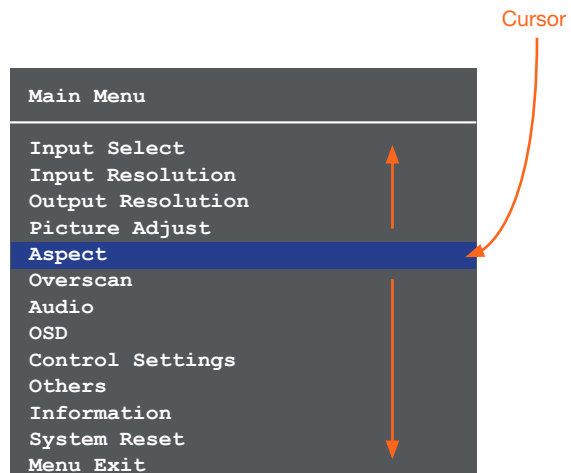 Cursor
Main Menu
Input Select
Input Resolution
Output Resolution
Picture Adjust
Aspect
Overscan
Audio
OSD
Control Settings
Others
Information
System Reset
Menu Exit